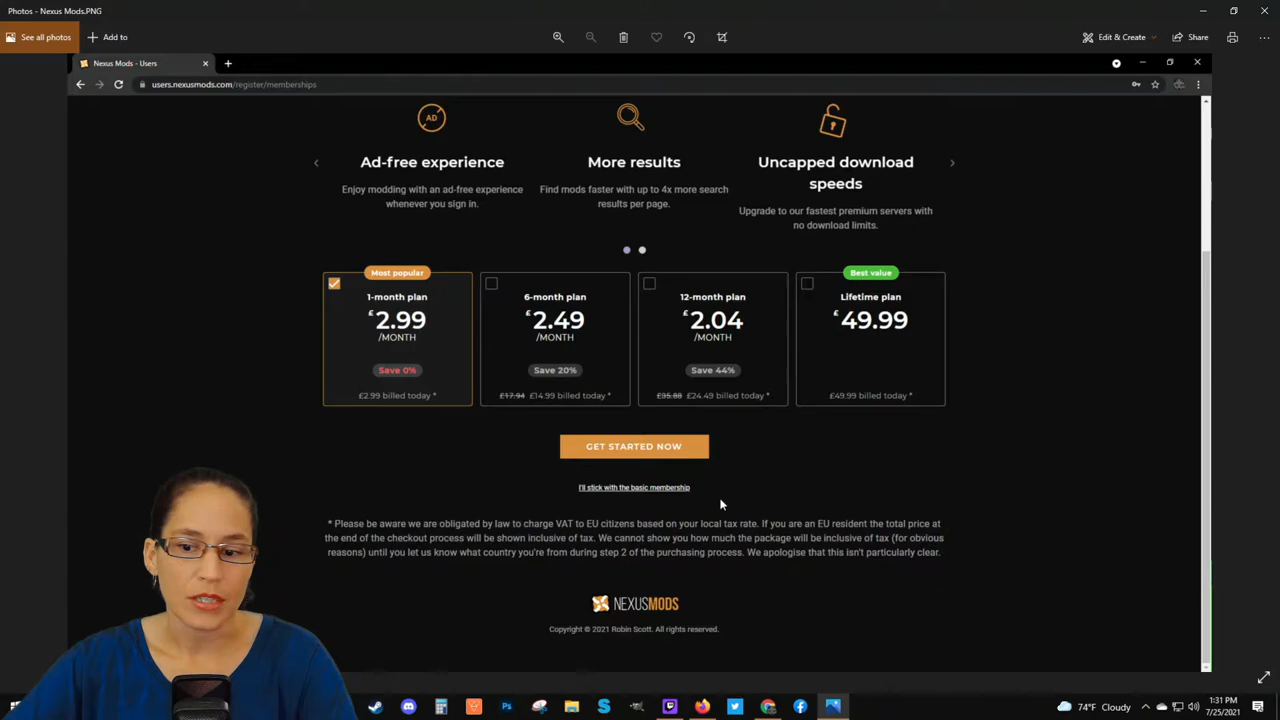 Photos - Nexus Mods.PNG
See all photos
Add to
Edit & Create
Share
Nexus Mods - Users
users.nexusmods.com/register/memberships
AD
Ad-free experience
Enjoy modding with an ad-free experience
whenever you sign in.
More results
Find mods faster with up to 4x more search
results per page.
Uncapped download
speeds
Upgrade to our fastest premium servers with
no download limits.
Most popular
1-month plan
£2.99
/MONTH
Save 0%
£2.99 billed today *
6-month plan
£2.49
/MONTH
Save 20%
£17.94 £14.99 billed today *
12-month plan
£2.04
/MONTH
Save 44%
£35.88 £24.49 billed today *
Best value
Lifetime plan
£49.99
£49.99 billed today *
GET STARTED NOW
I'll stick with the basic membership
* Please be aware we are obligated by law to charge VAT to EU citizens based on your local tax rate. If you are an EU resident the total price at
the end of the checkout process will be shown inclusive of tax. We cannot show you how much the package will be inclusive of tax (for obvious
reasons) until you let us know what country you're from during step 2 of the purchasing process. We apologise that this isn't particularly clear.
NEXUSMODS
Copyright © 2021 Robin Scott. All rights reserved.
Ps
74°F Cloudy
1:31 PM
7/25/2021